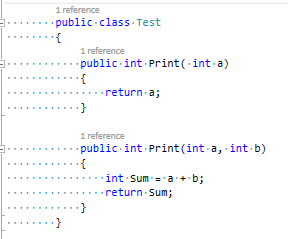 1 reference
public class Test
{
1 reference
public int Print( int a)
{
return a;
}
1 reference
public int Print(int a, int b)
{
int Sum = a + b;
return Sum;
}
}